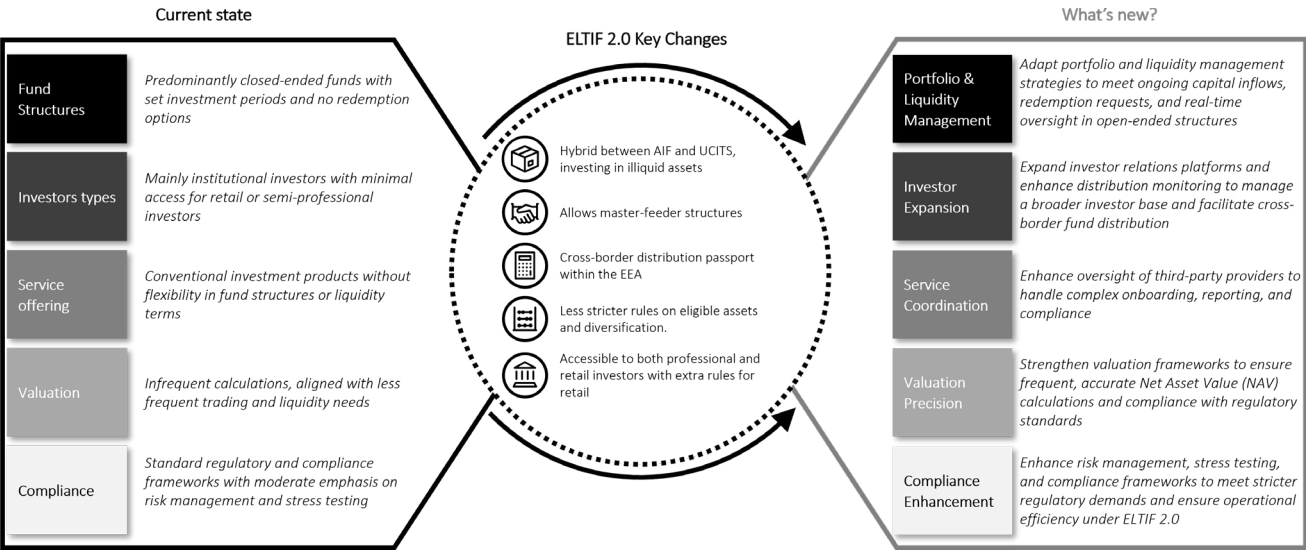 Current state
Fund
Structures
Predominantly closed-ended funds with
set investment periods and no redemption
options
Investors types
Mainly institutional investors with minimal
access for retail or semi-professional
investors
Service
offering
Conventional investment products without
flexibility in fund structures or liquidity
terms
Valuation
Infrequent calculations, aligned with less
frequent trading and liquidity needs
Compliance
Standard regulatory and compliance
frameworks with moderate emphasis on
risk management and stress testing
ELTIF 2.0 Key Changes
Hybrid between AIF and UCITS,
investing in illiquid assets
Allows master-feeder structures
Cross-border distribution passport
within the EEA
Less stricter rules on eligible assets
and diversification.
Accessible to both professional and
retail investors with extra rules for
retail
What's new?
Portfolio &
Liquidity
Management
Adapt portfolio and liquidity management
strategies to meet ongoing capital inflows,
redemption requests, and real-time
oversight in open-ended structures
Investor
Expansion
Expand investor relations platforms and
enhance distribution monitoring to manage
a broader investor base and facilitate cross-
border fund distribution
Service
Coordination
Enhance oversight of third-party providers to
handle complex onboarding, reporting, and
compliance
Valuation
Precision
Strengthen valuation frameworks to ensure
frequent, accurate Net Asset Value (NAV)
calculations and compliance with regulatory
standards
Compliance
Enhancement
Enhance risk management, stress testing,
and compliance frameworks to meet stricter
regulatory demands and ensure operational
efficiency under ELTIF 2.0